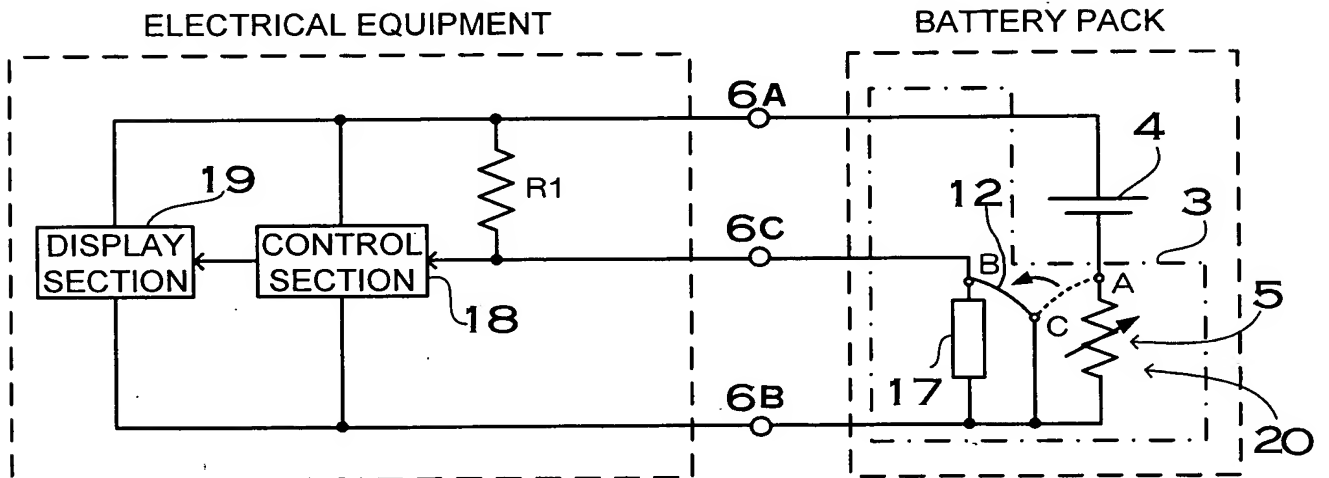 ELECTRICAL EQUIPMENT
BATTERY PACK
6A
4
19
R1
12
3
DISPLAY
SECTION
CONTROL
SECTION
6C
B
A
5
18
C
17
6B
20